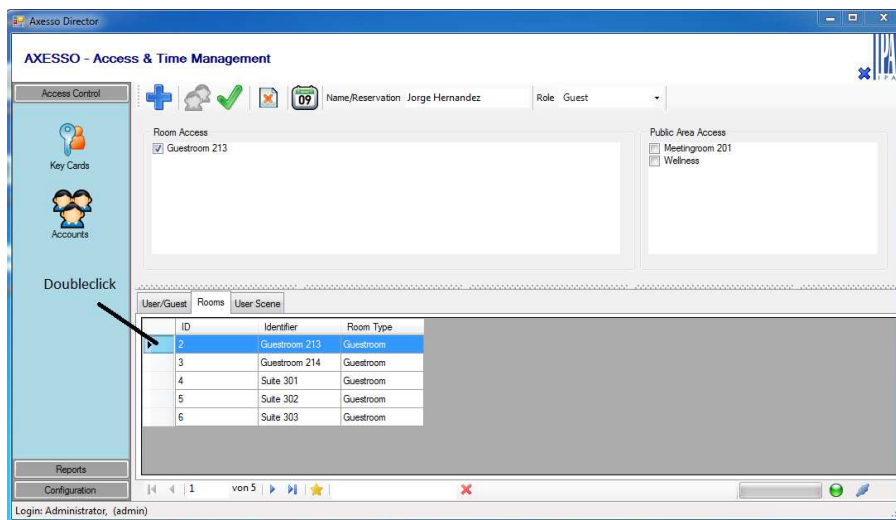 Axesso Director
AXESSO - Access & Time Management
IPA
Access Control
09
Name/Reservation Jorge Hernandez
Role Guest
Key Cards
Accounts
Room Access
Guestroom 213
Public Area Access
Meetingroom 201
Wellness
Doubleclick
User/Guest Rooms User Scene
ID Identifier Room Type
2 Guestroom 213 Guestroom
3 Guestroom 214 Guestroom
4 Suite 301 Guestroom
5 Suite 302 Guestroom
6 Suite 303 Guestroom
Reports
Configuration
1 von 5
Login: Administrator, (admin)